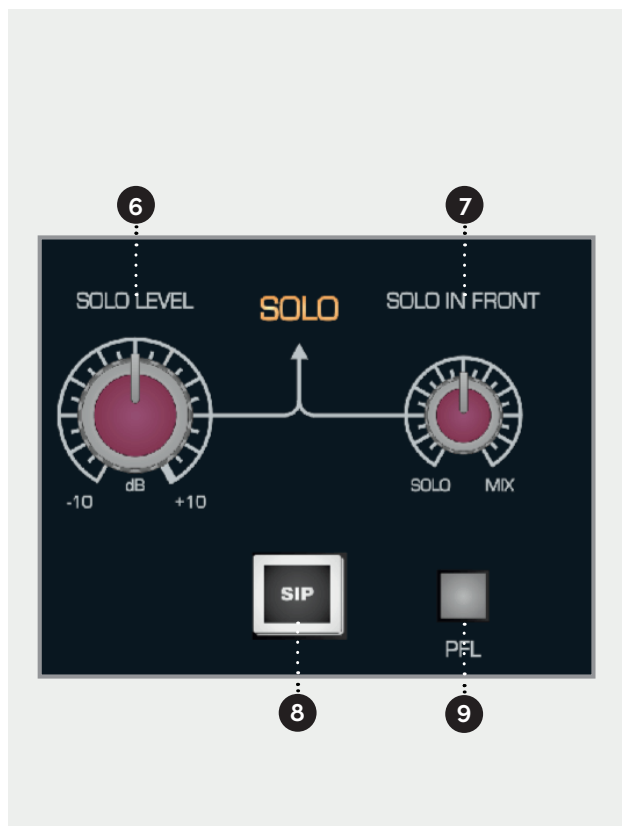 6
7
SOLO LEVEL
SOLO
SOLO IN FRONT
-10
dB
+10
SOLO
MIX
SIP
PFL
8
9